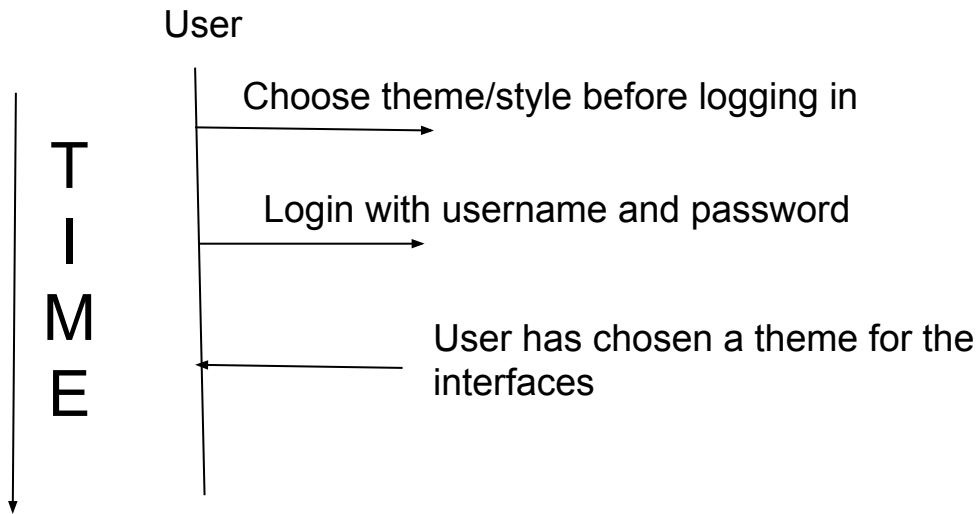 User
Choose theme/style before logging in
T
I
M
E
Login with username and password
User has chosen a theme for the
interfaces